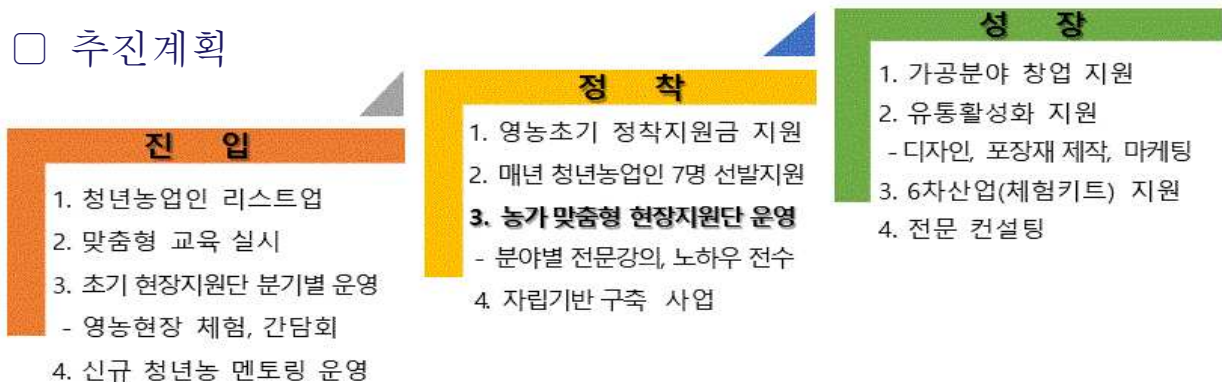 □ 추진계획
진 입
1. 청년농업인 리스트업
2. 맞춤형 교육 실시
3. 초기 현장지원단 분기별 운영
- 영농현장 체험, 간담회
4. 신규 청년농 멘토링 운영
정 착
1. 영농초기 정착지원금 지원
2. 매년 청년농업인 7명 선발지원
3. 농가 맞춤형 현장지원단 운영
- 분야별 전문강의, 노하우 전수
4. 자립기반 구축 사업
성 장
1. 가공분야 창업 지원
2. 유통활성화 지원
- 디자인, 포장재 제작, 마케팅
3. 6차산업(체험키트) 지원
4. 전문 컨설팅